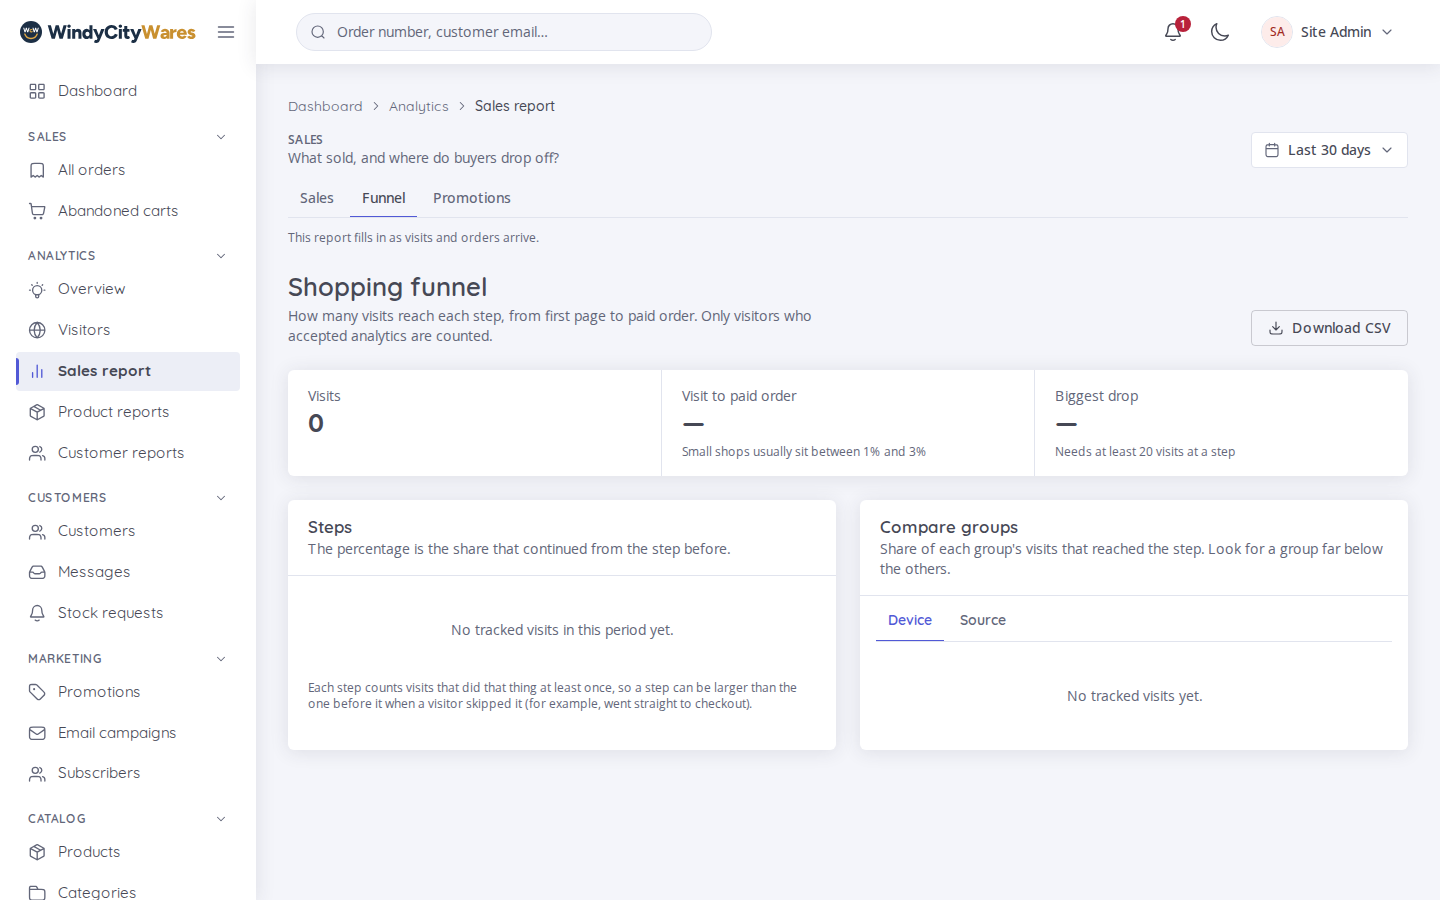 WindyCityWares
Order number, customer email...
1
SA
Site Admin
Dashboard
SALES
All orders
Abandoned carts
ANALYTICS
Overview
Visitors
Sales report
Product reports
Customer reports
CUSTOMERS
Customers
Messages
Stock requests
MARKETING
Promotions
Email campaigns
Subscribers
CATALOG
Products
Categories
Dashboard > Analytics > Sales report
SALES
What sold, and where do buyers drop off?
Last 30 days
Sales Funnel Promotions
This report fills in as visits and orders arrive.
Shopping funnel
How many visits reach each step, from first page to paid order. Only visitors who
accepted analytics are counted.
Download CSV
Visits
0
Visit to paid order
—
Small shops usually sit between 1% and 3%
Biggest drop
—
Needs at least 20 visits at a step
Steps
The percentage is the share that continued from the step before.
No tracked visits in this period yet.
Each step counts visits that did that thing at least once, so a step can be larger than the
one before it when a visitor skipped it (for example, went straight to checkout).
Compare groups
Share of each group's visits that reached the step. Look for a group far below
the others.
Device Source
No tracked visits yet.